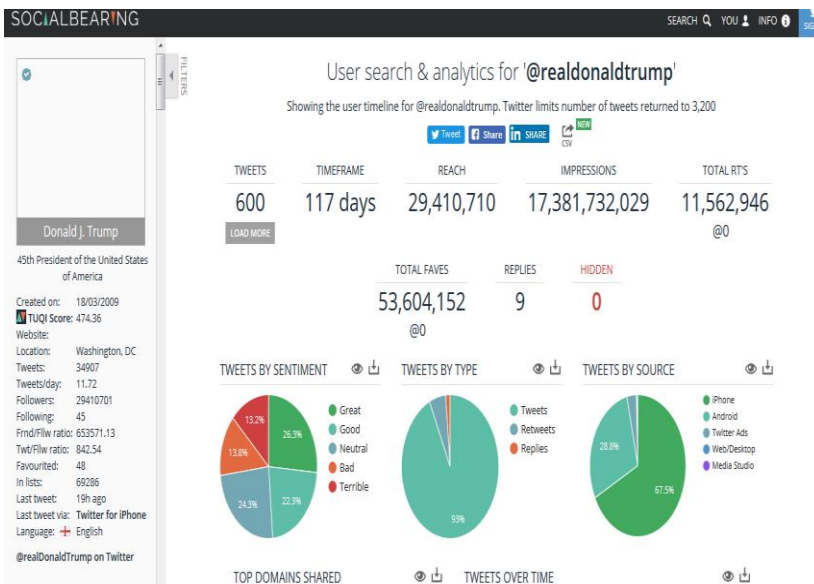 SOCIALBEARING
SEARCH YOU INFO
FILTERS
User search & analytics for '@realdonaldtrump'
Showing the user timeline for @realdonaldtrump. Twitter limits number of tweets returned to 3,200
Tweet Share SHARE CSV NEW
TWEETS TIMEFRAME REACH IMPRESSIONS TOTAL RT'S
600 117 days 29,410,710 17,381,732,029 11,562,946
LOAD MORE @0
TOTAL FAVES REPLIES HIDDEN
53,604,152 9 0
@0
Donald J. Trump
45th President of the United States
of America
Created on: 18/03/2009
TUQI Score: 474.36
Website:
Location: Washington, DC
Tweets: 34907
Tweets/day: 11.72
Followers: 29410701
Following: 45
Frnd/Fllw ratio: 653571.13
Twt/Fllw ratio: 842.54
Favourited: 48
In lists: 69286
Last tweet: 19h ago
Last tweet via: Twitter for iPhone
Language: English
@realDonaldTrump on Twitter
TWEETS BY SENTIMENT
13.2%
26.3%
13.8%
24.3%
22.3%
Great
Good
Neutral
Bad
Terrible
TWEETS BY TYPE
93%
Tweets
Retweets
Replies
TWEETS BY SOURCE
28.8%
67.5%
iPhone
Android
Twitter Ads
Web/Desktop
Media Studio
TOP DOMAINS SHARED
TWEETS OVER TIME